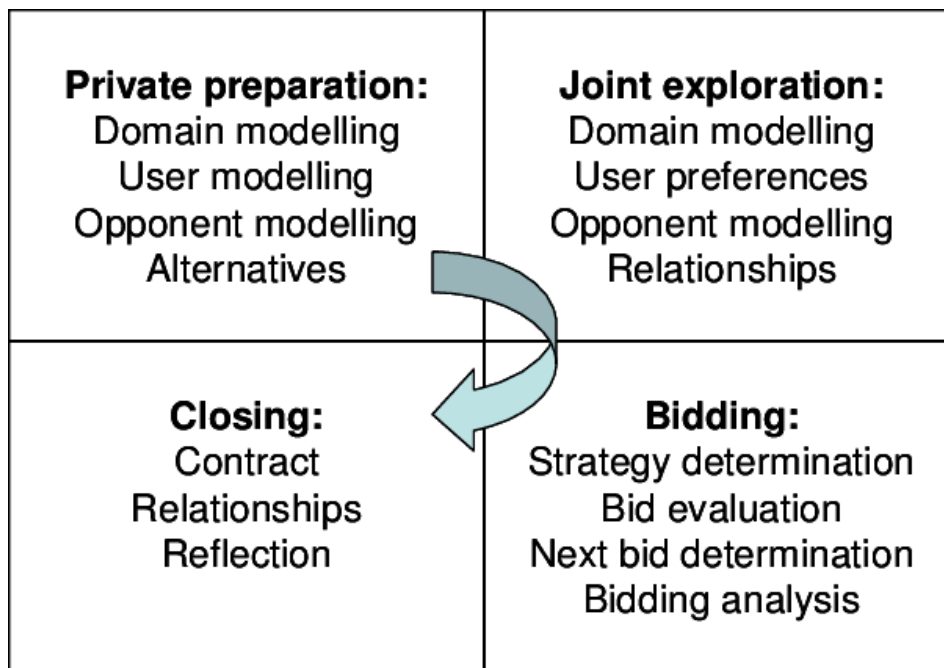 Private preparation:
Domain modelling
User modelling
Opponent modelling
Alternatives
Joint exploration:
Domain modelling
User preferences
Opponent modelling
Relationships
Closing:
Contract
Relationships
Reflection
Bidding:
Strategy determination
Bid evaluation
Next bid determination
Bidding analysis